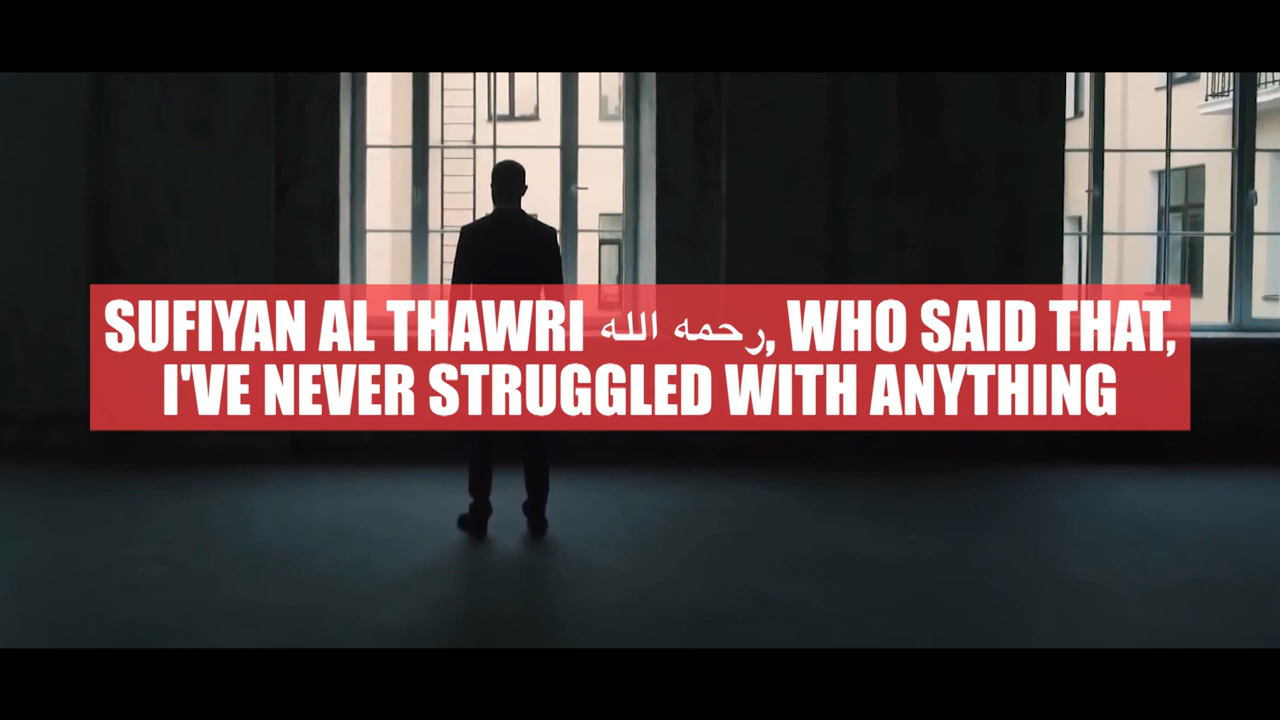 SUFIYAN AL THAWRI رحمه الله, WHO SAID THAT,
I'VE NEVER STRUGGLED WITH ANYTHING